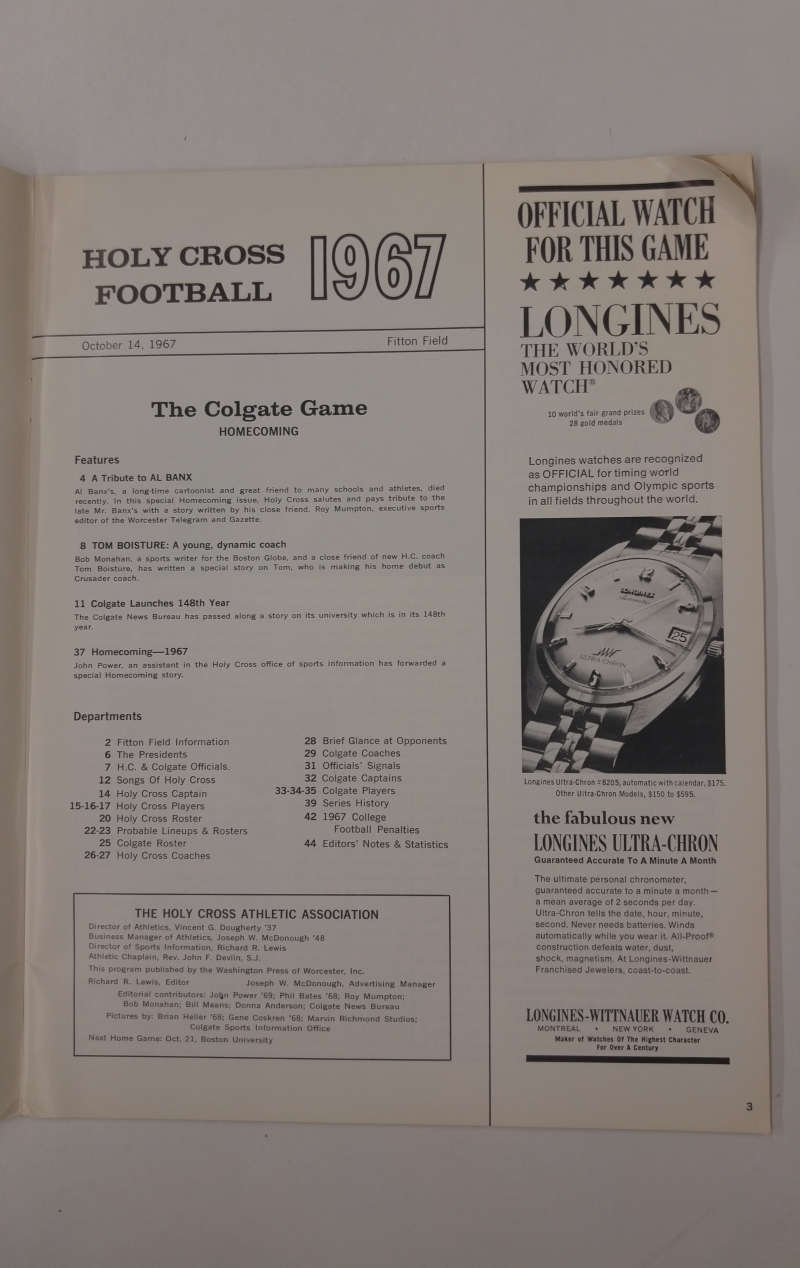 HOLY CROSS
FOOTBALL
1967
October 14, 1967
Fitton Field
The Colgate Game
HOMECOMING
Features
4 A Tribute to AL BANX
Al Banx's, a long-time cartoonist and great friend to many schools and athletes, died
recently. In this special Homecoming issue, Holy Cross salutes and pays tribute to the
late Mr. Banx's with a story written by his close friend, Roy Mumpton, executive sports
editor of the Worcester Telegram and Gazette.
8 TOM BOISTURE: A young, dynamic coach
Bob Monahan, a sports writer for the Boston Globe, and a close friend of new H.C. coach
Tom Boisture, has written a special story on Tom, who is making his home debut as
Crusader coach.
11 Colgate Launches 148th Year
The Colgate News Bureau has passed along a story on its university which is in its 148th
year.
37 Homecoming—1967
John Power, an assistant in the Holy Cross office of sports information has forwarded a
special Homecoming story.
Departments
2 Fitton Field Information
6 The Presidents
7 H.C. & Colgate Officials.
12 Songs Of Holy Cross
14 Holy Cross Captain
15-16-17 Holy Cross Players
20 Holy Cross Roster
22-23 Probable Lineups & Rosters
25 Colgate Roster
26-27 Holy Cross Coaches
28 Brief Glance at Opponents
29 Colgate Coaches
31 Officials' Signals
32 Colgate Captains
33-34-35 Colgate Players
39 Series History
42 1967 College
Football Penalties
44 Editors' Notes & Statistics
THE HOLY CROSS ATHLETIC ASSOCIATION
Director of Athletics, Vincent G. Dougherty '37
Business Manager of Athletics, Joseph W. McDonough '48
Director of Sports Information, Richard R. Lewis
Athletic Chaplain, Rev. John F. Devlin, S.J.
This program published by the Washington Press of Worcester, Inc.
Richard R. Lewis, Editor
Joseph W. McDonough, Advertising Manager
Editorial contributors: John Power '69; Phil Bates '68; Roy Mumpton;
Bob Monahan; Bill Means; Donna Anderson; Colgate News Bureau
Pictures by: Brian Heller '68; Gene Coskren '68; Marvin Richmond Studios;
Colgate Sports Information Office
Next Home Game: Oct. 21, Boston University
OFFICIAL WATCH
FOR THIS GAME
LONGINES
THE WORLD'S
MOST HONORED
WATCH®
10 world's fair grand prizes
28 gold medals
Longines watches are recognized
as OFFICIAL for timing world
championships and Olympic sports
in all fields throughout the world.
12
LONGINES
25
ULTRA-CHRON
Longines Ultra-Chron #8205, automatic with calendar, $175.
Other Ultra-Chron Models, $150 to $595.
the fabulous new
LONGINES ULTRA-CHRON
Guaranteed Accurate To A Minute A Month
The ultimate personal chronometer,
guaranteed accurate to a minute a month—
a mean average of 2 seconds per day.
Ultra-Chron tells the date, hour, minute,
second. Never needs batteries. Winds
automatically while you wear it. All-Proof®
construction defeats water, dust,
shock, magnetism. At Longines-Wittnauer
Franchised Jewelers, coast-to-coast.
LONGINES-WITTNAUER WATCH CO.
MONTREAL • NEW YORK • GENEVA
Maker of Watches Of The Highest Character
For Over A Century
3